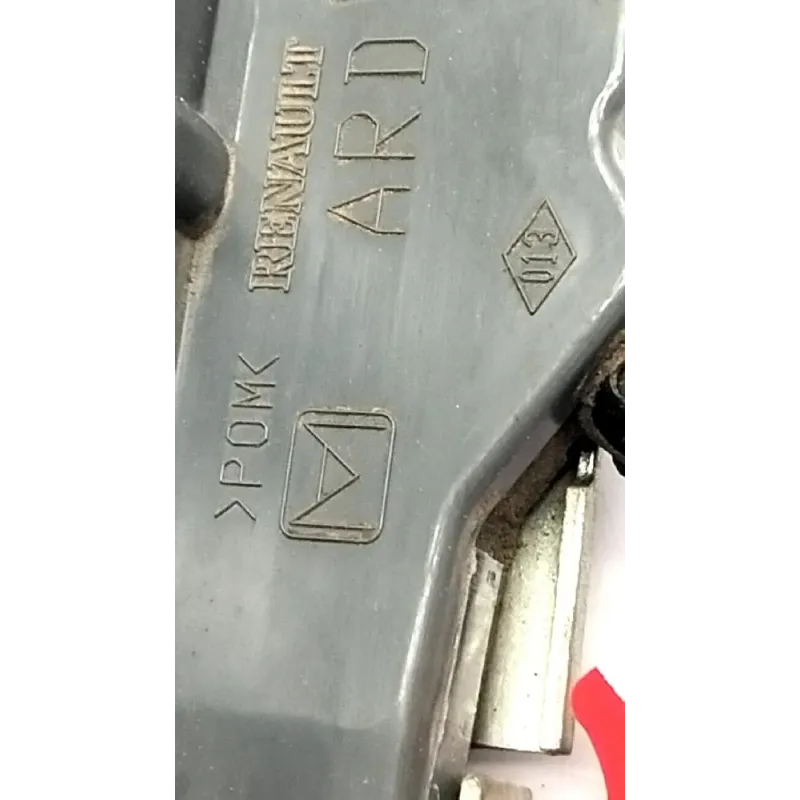 RENAULT
ARD
013
>POM<